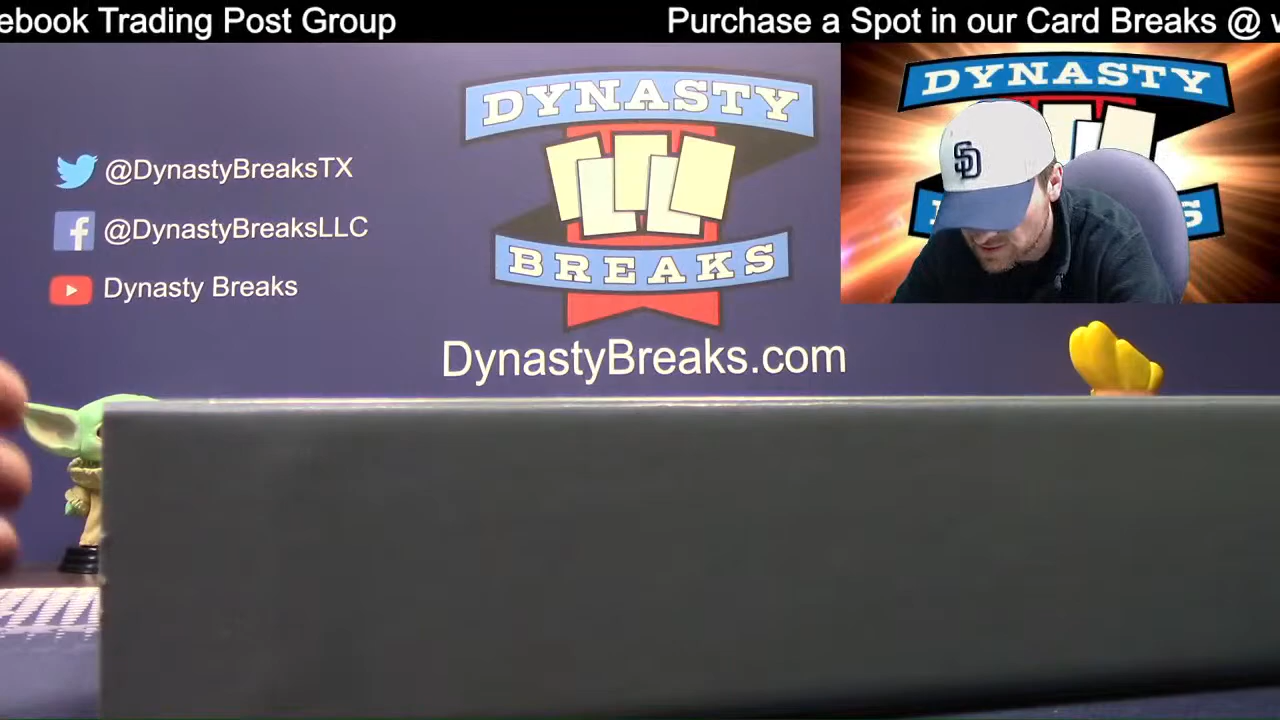 ebook Trading Post Group
Purchase a Spot in our Card Breaks @
DYNASTY
BREAKS
@DynastyBreaksTX
@DynastyBreaksLLC
Dynasty Breaks
DynastyBreaks.com
DYNASTY
S
SD